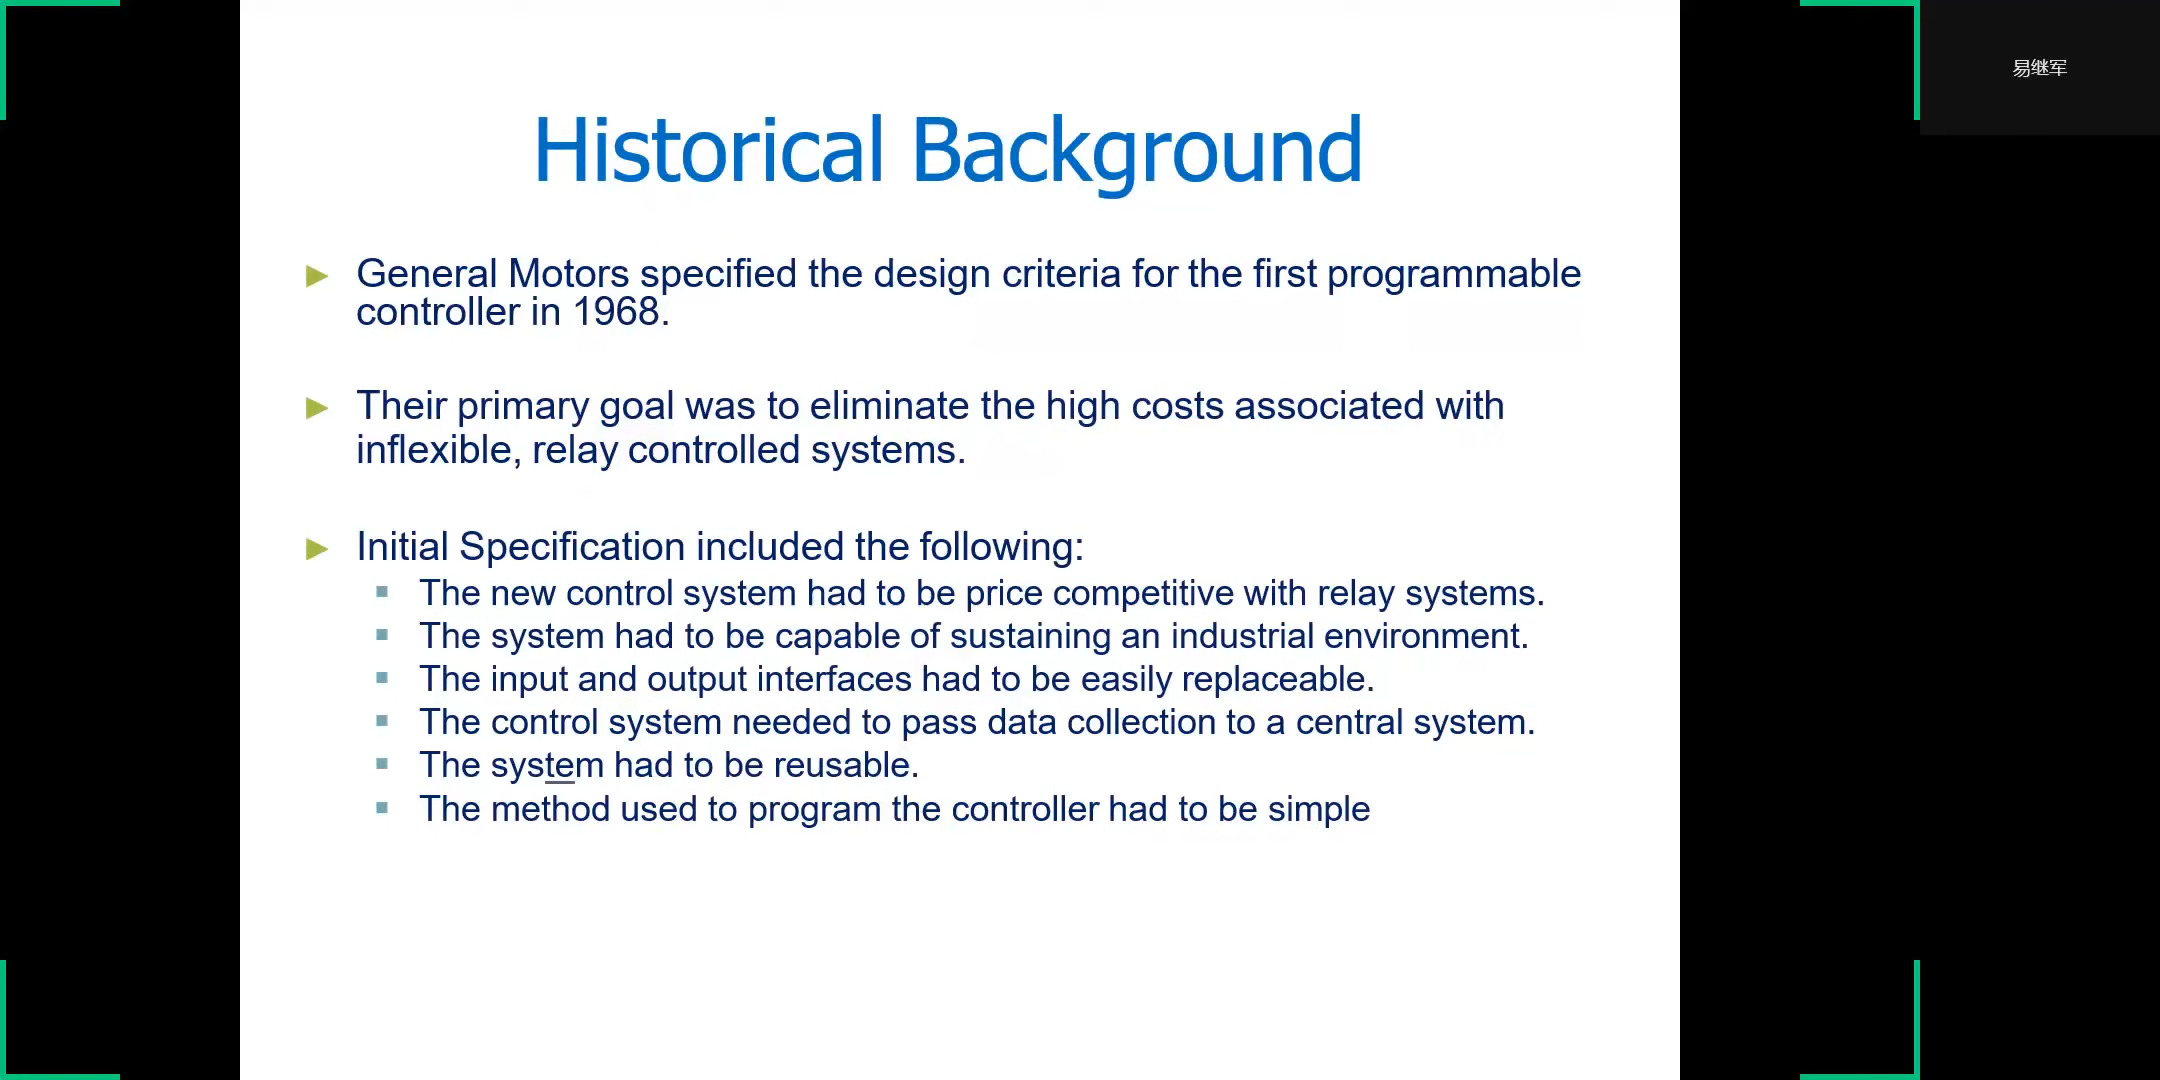 Historical Background
易继军
► General Motors specified the design criteria for the first programmable
controller in 1968.
► Their primary goal was to eliminate the high costs associated with
inflexible, relay controlled systems.
► Initial Specification included the following:
▪ The new control system had to be price competitive with relay systems.
▪ The system had to be capable of sustaining an industrial environment.
▪ The input and output interfaces had to be easily replaceable.
▪ The control system needed to pass data collection to a central system.
▪ The system had to be reusable.
▪ The method used to program the controller had to be simple